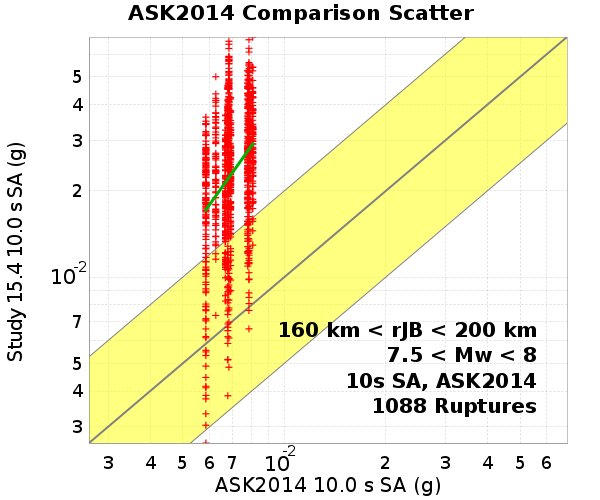 ASK2014 Comparison Scatter
Study 15.4 10.0 s SA (g)
5
4
3
2
10-2
7
5
4
3
160 km < rJB < 200 km
7.5 < Mw < 8
10s SA, ASK2014
1088 Ruptures
3 4 5 6 7 10-2 2 3 4 5 6
ASK2014 10.0 s SA (g)